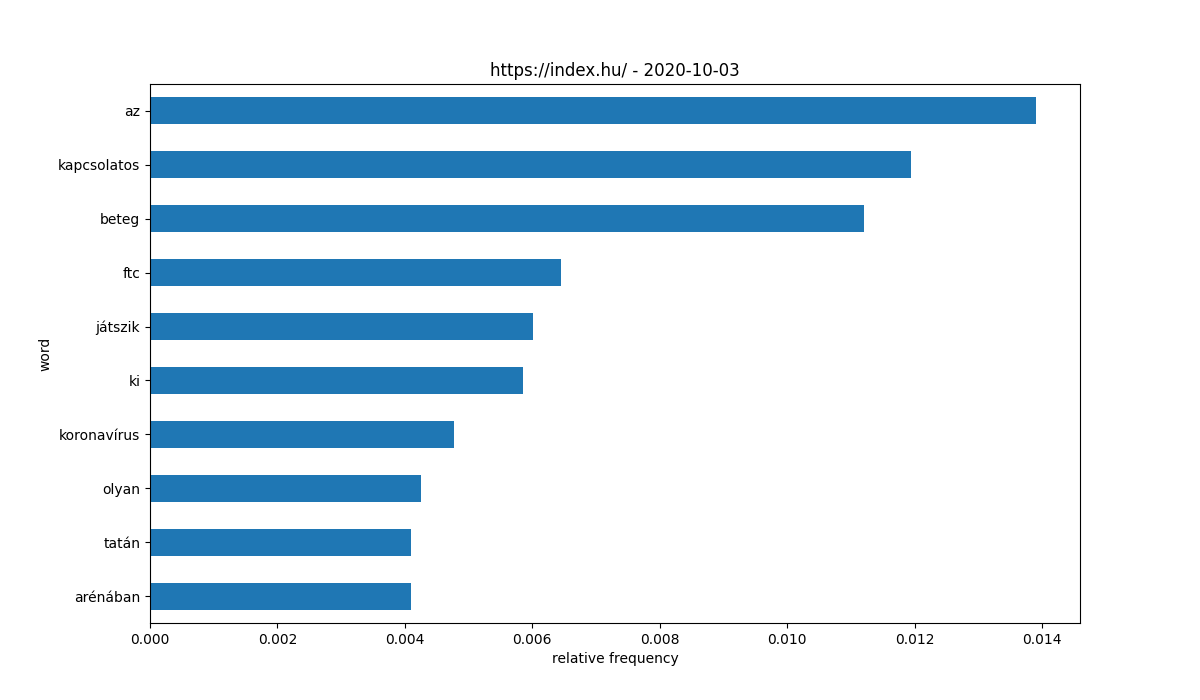 https://index.hu/ - 2020-10-03
az
kapcsolatos
beteg
ftc
játszik
ki
koronavírus
olyan
tatán
arénában
word
0.000 0.002 0.004 0.006 0.008 0.010 0.012 0.014
relative frequency